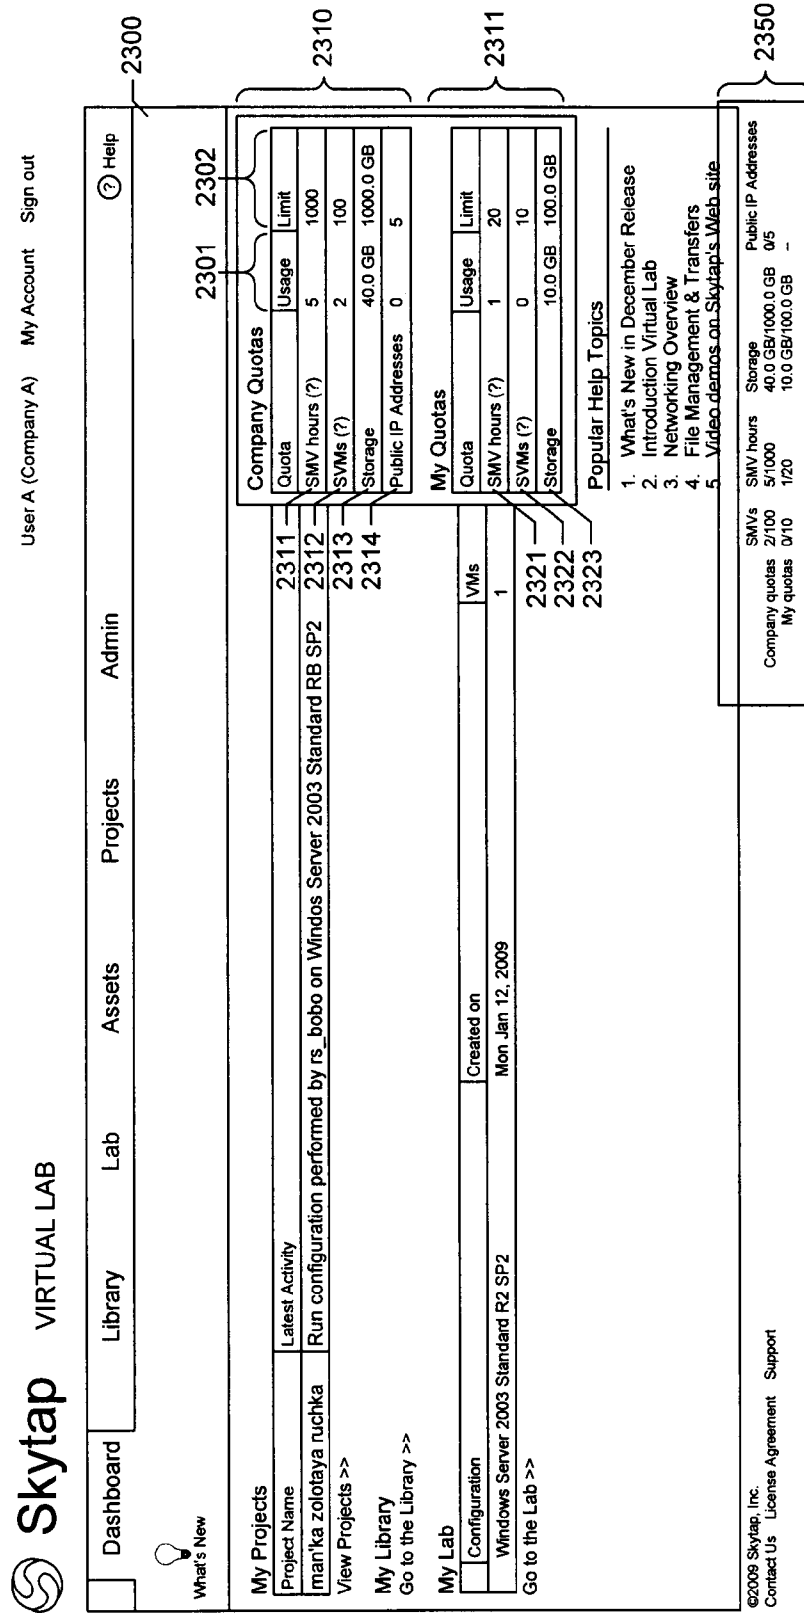 Skytap VIRTUAL LAB
User A (Company A) My Account Sign out
Dashboard Library Lab Assets Projects Admin ? Help
2300
What's New
My Projects
Project Name Latest Activity
man'ka zolotaya ruchka Run configuration performed by rs_bobo on Windos Server 2003 Standard RB SP2
View Projects >>
My Library
Go to the Library >>
My Lab
Configuration Created on VMs
Windows Server 2003 Standard R2 SP2 Mon Jan 12, 2009 1
Go to the Lab >>
2301
2302
2310
Company Quotas
Quota Usage Limit
2311 SMV hours (?) 5 1000
2312 SVMs (?) 2 100
2313 Storage 40.0 GB 1000.0 GB
2314 Public IP Addresses 0 5
2311
My Quotas
Quota Usage Limit
2321 SMV hours (?) 1 20
2322 SVMs (?) 0 10
2323 Storage 10.0 GB 100.0 GB
Popular Help Topics
1. What's New in December Release
2. Introduction Virtual Lab
3. Networking Overview
4. File Management & Transfers
5. Video demos on Skytap's Web site
2350
SMVs SMV hours Storage Public IP Addresses
Company quotas 2/100 5/1000 40.0 GB/1000.0 GB 0/5
My quotas 0/10 1/20 10.0 GB/100.0 GB –
©2009 Skytap, Inc.
Contact Us License Agreement Support